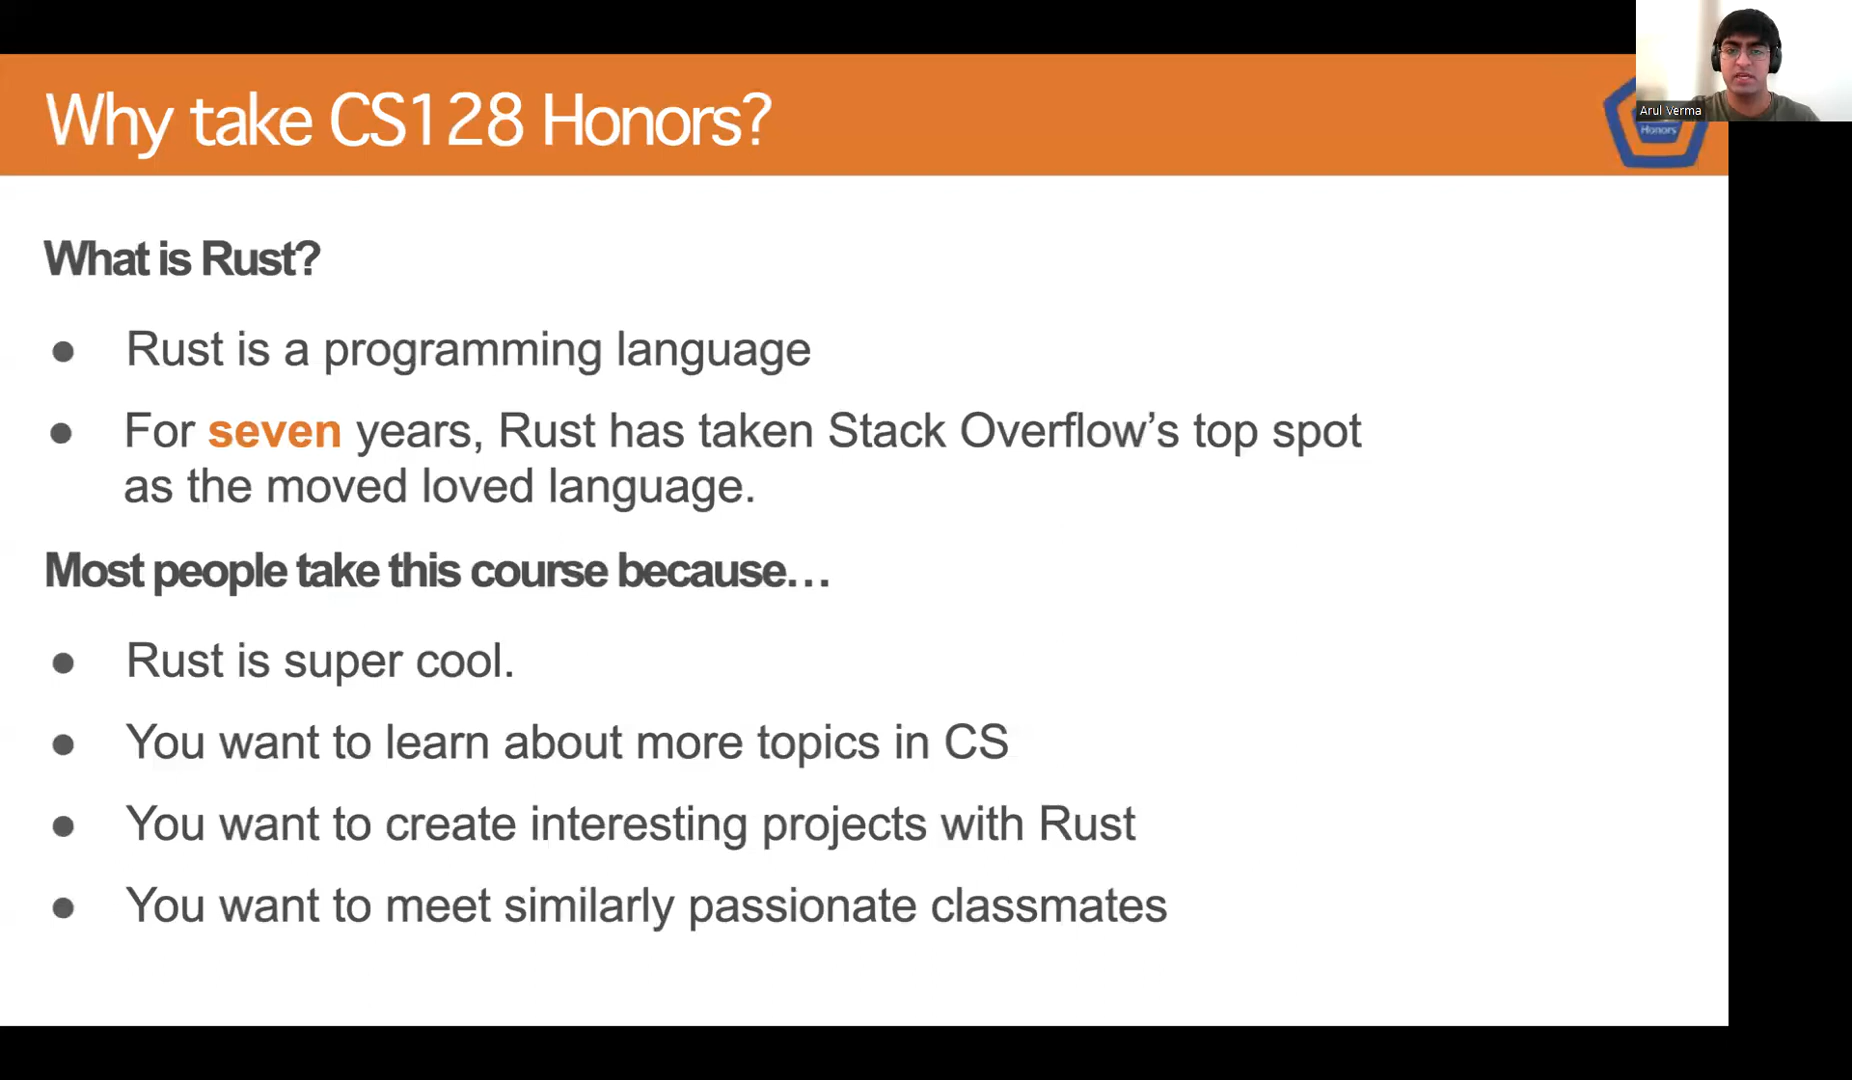 Why take CS128 Honors?
Arul Verma
Honors
What is Rust?
● Rust is a programming language
● For seven years, Rust has taken Stack Overflow’s top spot
as the moved loved language.
Most people take this course because…
● Rust is super cool.
● You want to learn about more topics in CS
● You want to create interesting projects with Rust
● You want to meet similarly passionate classmates